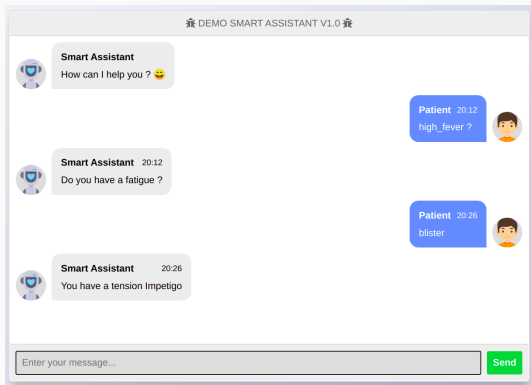 DEMO SMART ASSISTANT V1.0
Smart Assistant
How can I help you ? 😄
Patient 20:12
high_fever ?
Smart Assistant 20:12
Do you have a fatigue ?
Patient 20:26
blister
Smart Assistant 20:26
You have a tension Impetigo
Enter your message... Send